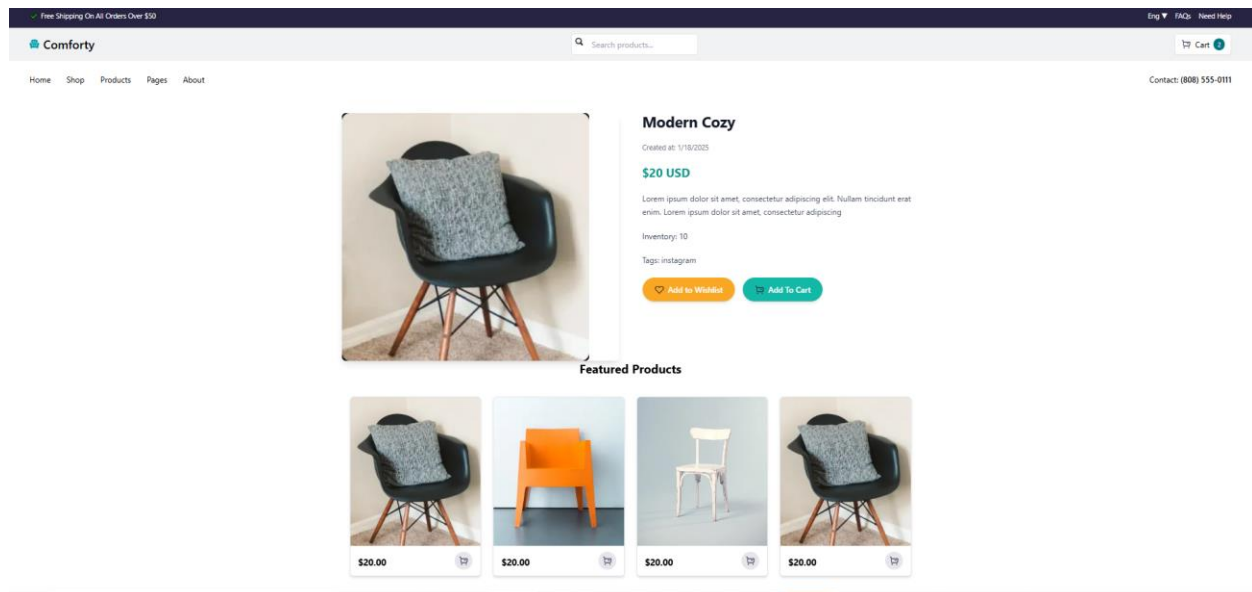 Free Shipping On All Orders Over $50
Eng ▼ FAQs Need Help
Comforty
Search products...
Cart 2
Home Shop Products Pages About
Contact: (808) 555-0111
Modern Cozy
Created at: 1/18/2025
$20 USD
Lorem ipsum dolor sit amet, consectetur adipiscing elit. Nullam tincidunt erat
enim. Lorem ipsum dolor sit amet, consectetur adipiscing
Inventory: 10
Tags: instagram
Add to Wishlist
Add To Cart
Featured Products
$20.00
$20.00
$20.00
$20.00